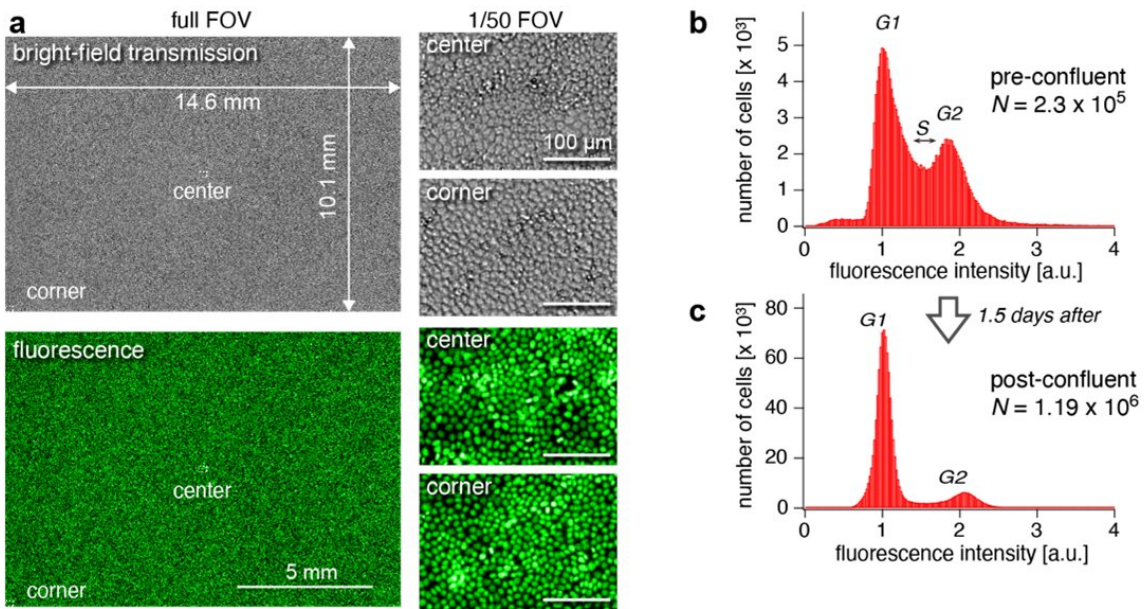 a
full FOV
1/50 FOV
bright-field transmission
14.6 mm
10.1 mm
center
corner
center
100 µm
corner
fluorescence
center
corner
5 mm
center
corner
b
number of cells [x 10³]
5
4
3
2
1
0
G1
S
G2
pre-confluent
N = 2.3 x 10⁵
0
1
2
3
4
fluorescence intensity [a.u.]
1.5 days after
c
number of cells [x 10³]
80
60
40
20
0
G1
G2
post-confluent
N = 1.19 x 10⁶
0
1
2
3
4
fluorescence intensity [a.u.]